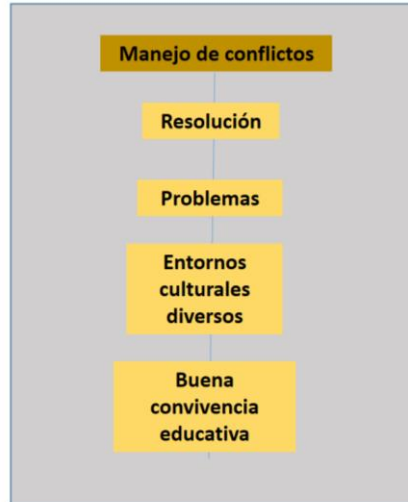 Manejo de conflictos
Resolución
Problemas
Entornos
culturales
diversos
Buena
convivencia
educativa